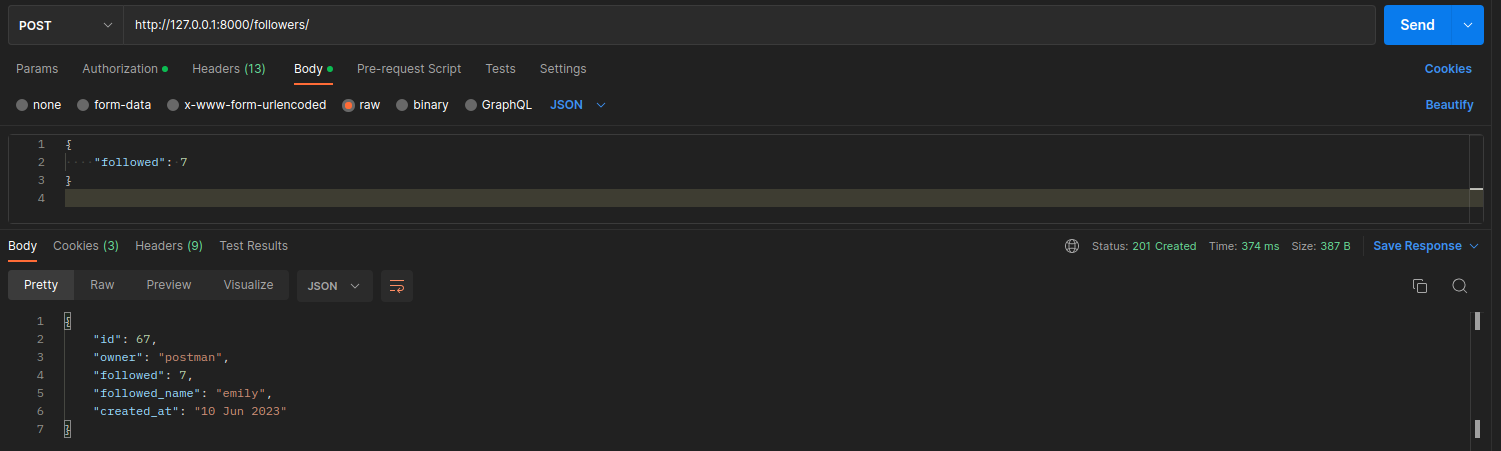 POST http://127.0.0.1:8000/followers/ Send
Params Authorization Headers (13) Body Pre-request Script Tests Settings Cookies
none form-data x-www-form-urlencoded raw binary GraphQL JSON Beautify
1 {
2 "followed": 7
3 }
4
Body Cookies (3) Headers (9) Test Results Status: 201 Created Time: 374 ms Size: 387 B Save Response
Pretty Raw Preview Visualize JSON
1 {
2 "id": 67,
3 "owner": "postman",
4 "followed": 7,
5 "followed_name": "emily",
6 "created_at": "10 Jun 2023"
7 }